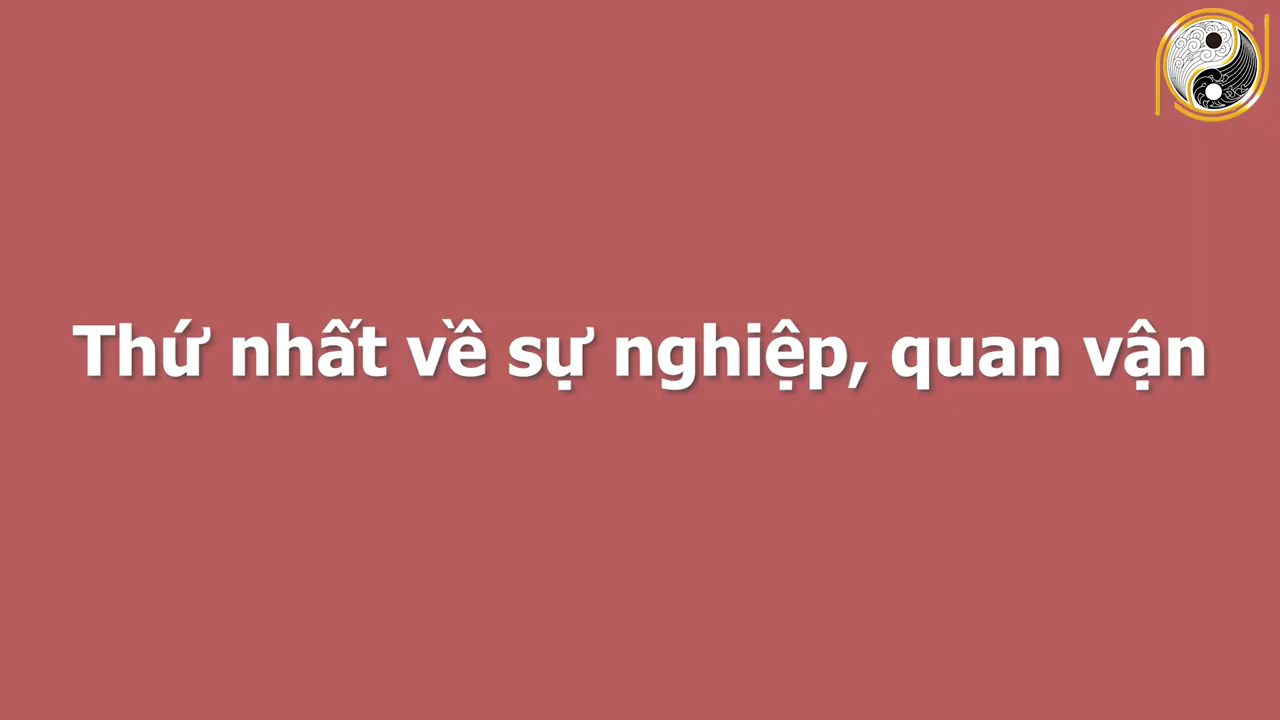 Thứ nhất về sự nghiệp, quan vận